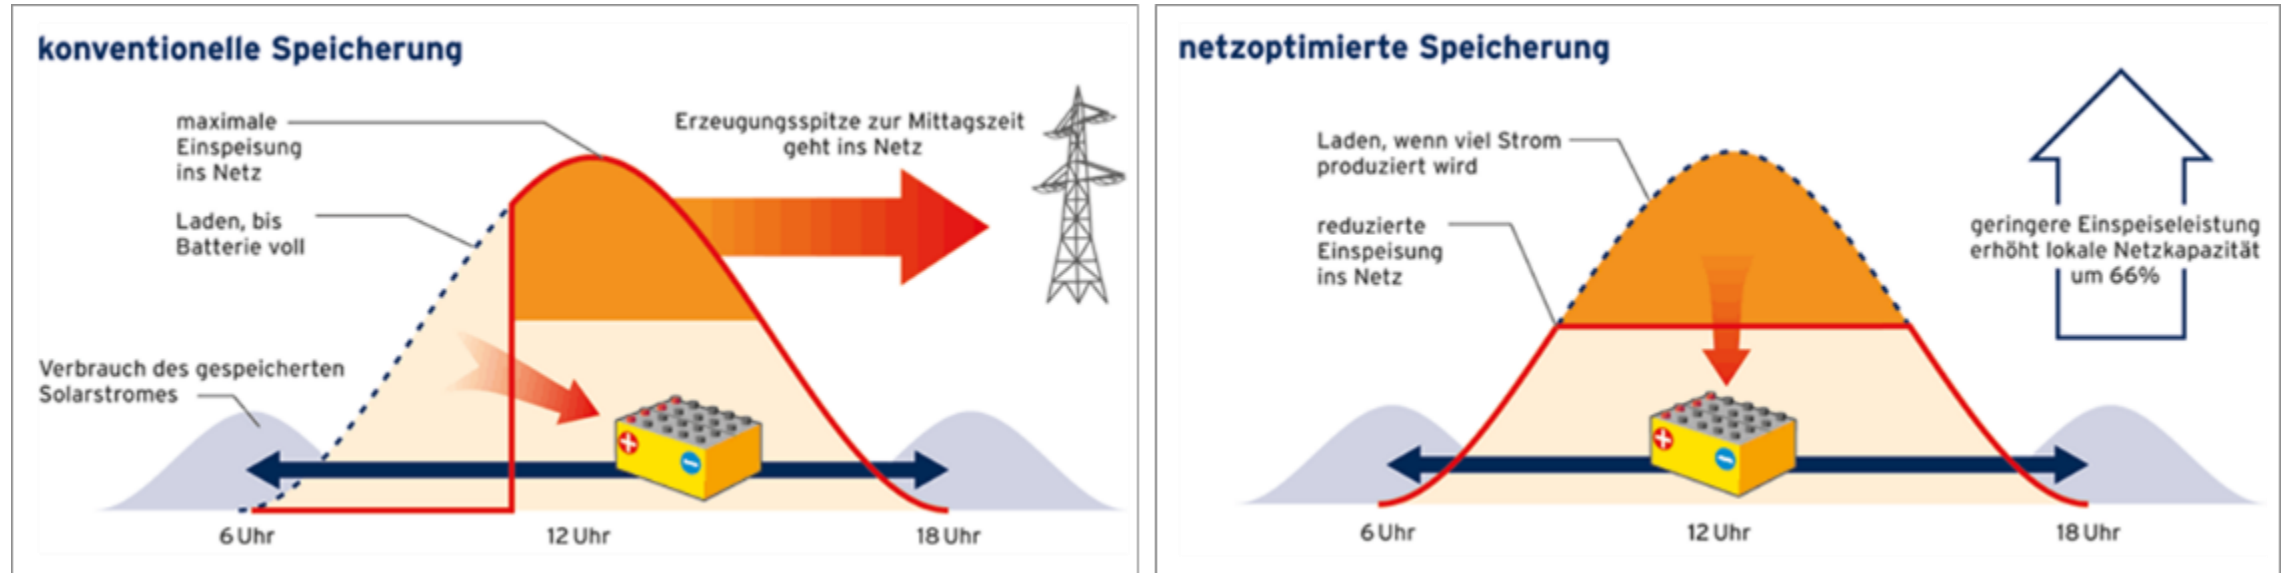 konventionelle Speicherung
maximale
Einspeisung
ins Netz
Erzeugungsspitze zur Mittagszeit
geht ins Netz
Laden, bis
Batterie voll
Verbrauch des gespeicherten
Solarstromes
6 Uhr
12 Uhr
18 Uhr
netzoptimierte Speicherung
Laden, wenn viel Strom
produziert wird
reduzierte
Einspeisung
ins Netz
geringere Einspeiseleistung
erhöht lokale Netzkapazität
um 66%
6 Uhr
12 Uhr
18 Uhr